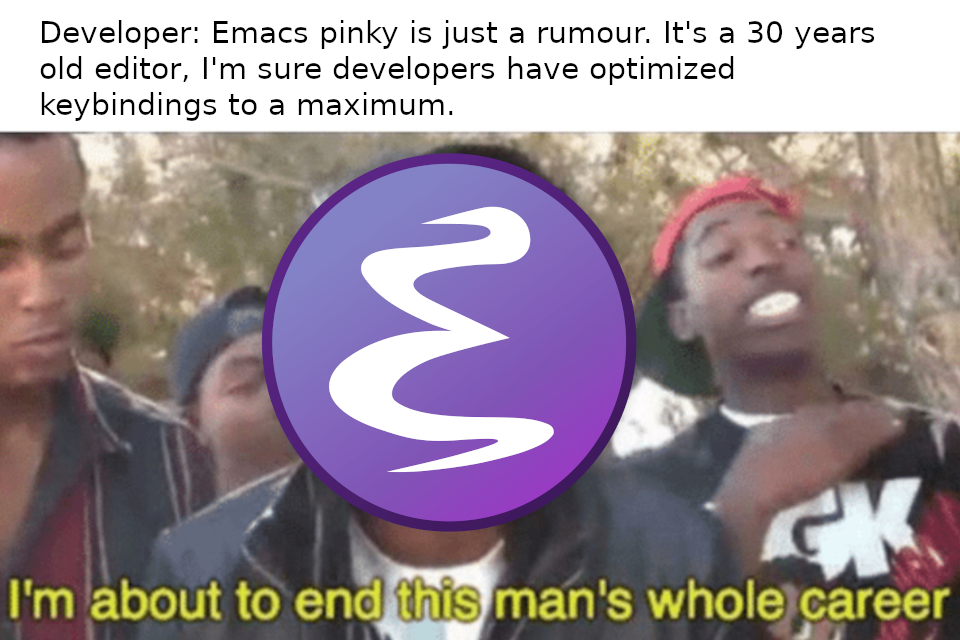 Developer: Emacs pinky is just a rumour. It's a 30 years
old editor, I'm sure developers have optimized
keybindings to a maximum.
GK
I'm about to end this man's whole career